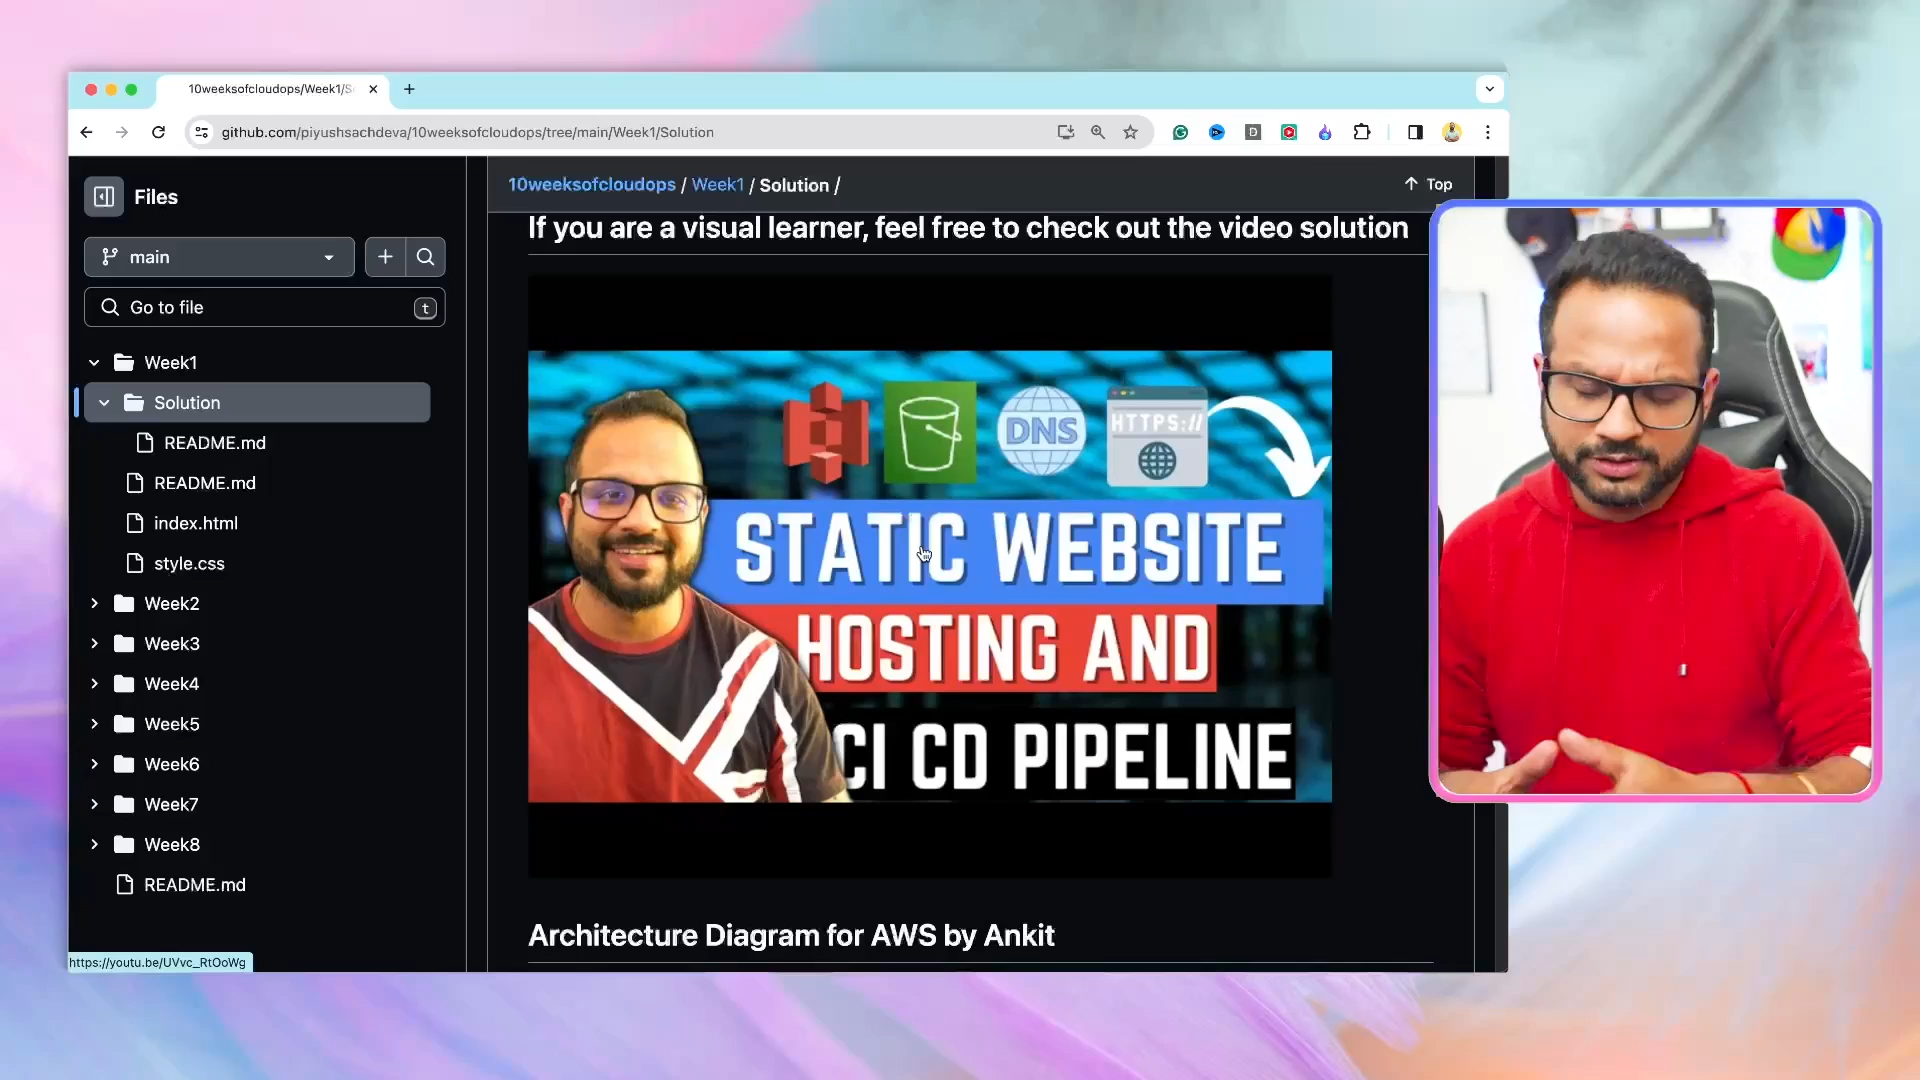 10weeksofcloudops/Week1/S
github.com/piyushsachdeva/10weeksofcloudops/tree/main/Week1/Solution
Files
10weeksofcloudops / Week1 / Solution /
Top
main
Go to file
t
Week1
Solution
README.md
README.md
index.html
style.css
Week2
Week3
Week4
Week5
Week6
Week7
Week8
README.md
If you are a visual learner, feel free to check out the video solution
DNS
HTTPS://
STATIC WEBSITE
HOSTING AND
CI CD PIPELINE
Architecture Diagram for AWS by Ankit
https://youtu.be/UVvc_RtOoWg